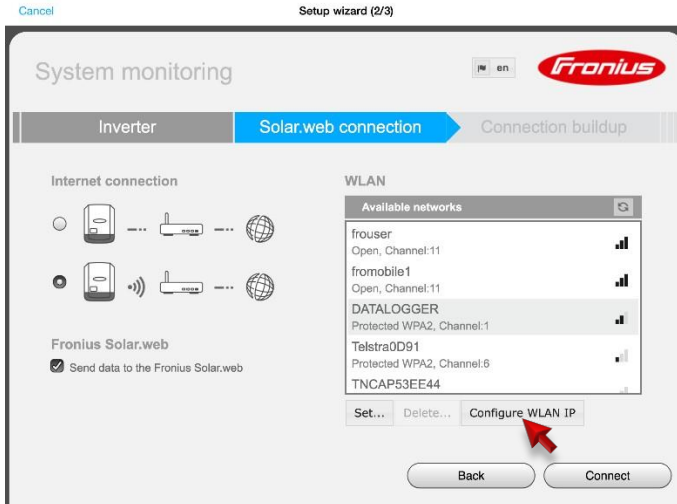 Cancel
Setup wizard (2/3)
System monitoring
en
Fronius
Inverter
Solar.web connection
Connection buildup
Internet connection
Fronius Solar.web
Send data to the Fronius Solar.web
WLAN
Available networks
frouser
Open, Channel:11
fromobile1
Open, Channel:11
DATALOGGER
Protected WPA2, Channel:1
Telstra0D91
Protected WPA2, Channel:6
TNCAP53EE44
Set...
Delete...
Configure WLAN IP
Back
Connect